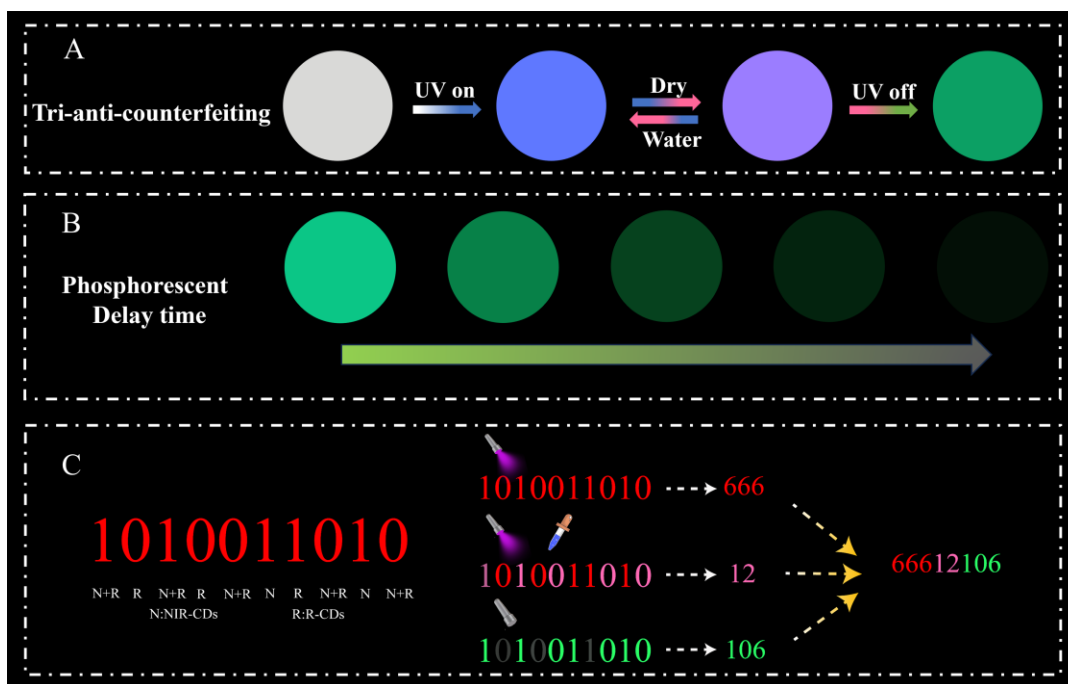 A
Tri-anti-counterfeiting
UV on
Dry
Water
UV off
B
Phosphorescent
Delay time
C
1010011010
N+R R N+R R N+R N R N+R N N+R
N:NIR-CDs R:R-CDs
1010011010
666
1010011010
12
1010011010
106
66612106